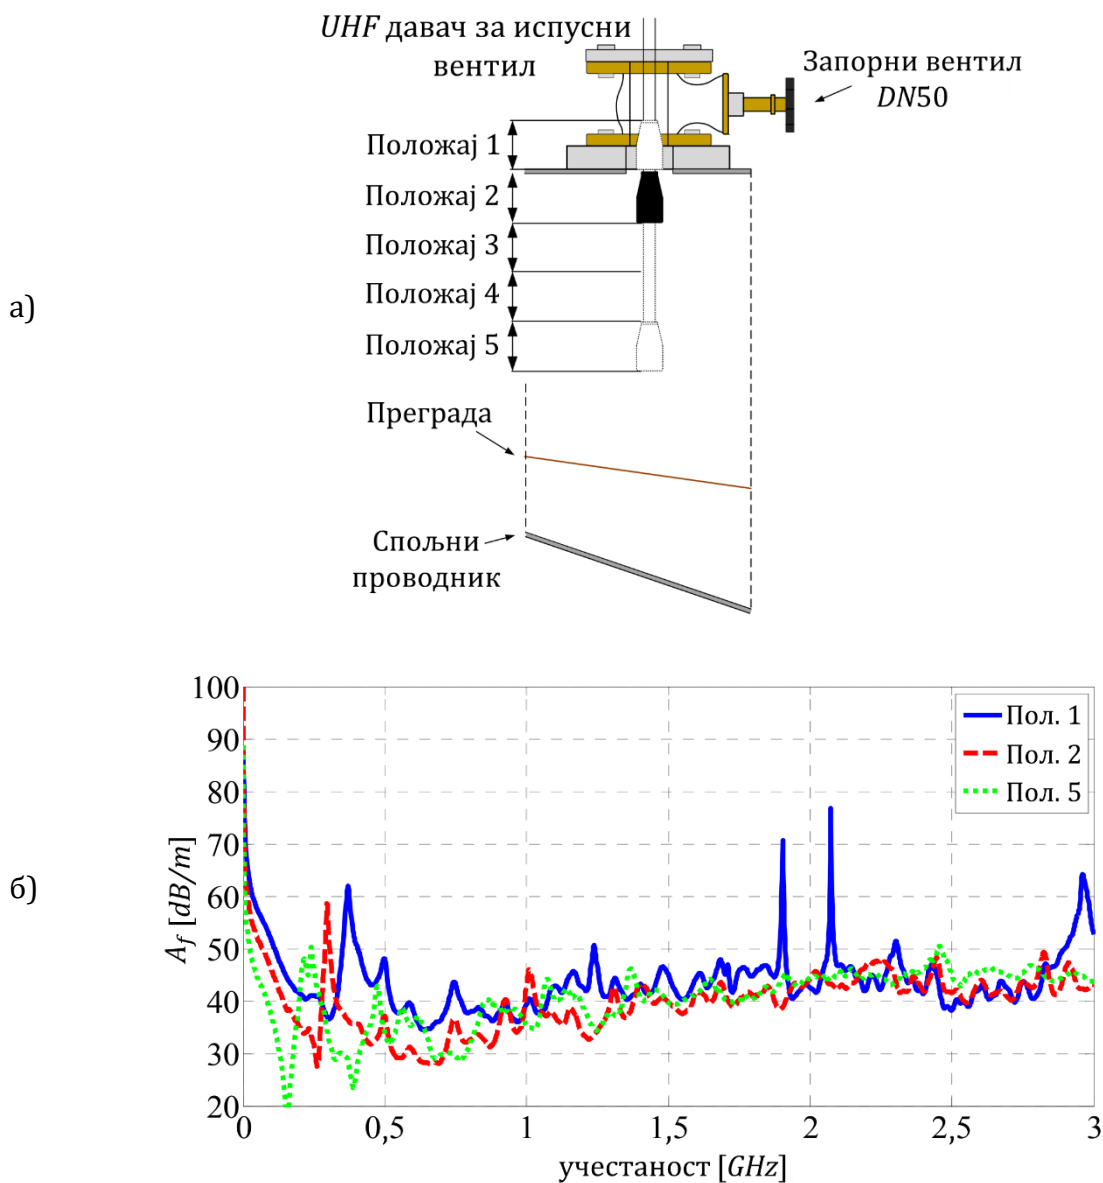 а)
UHF давач за испусни
вентил
Запорни вентил
DN50
Положај 1
Положај 2
Положај 3
Положај 4
Положај 5
Преграда
Спољни
проводник
б)
A_f [dB/m]
100
90
80
70
60
50
40
30
20
Пол. 1
Пол. 2
Пол. 5
0 0,5 1 1,5 2 2,5 3
учестаност [GHz]